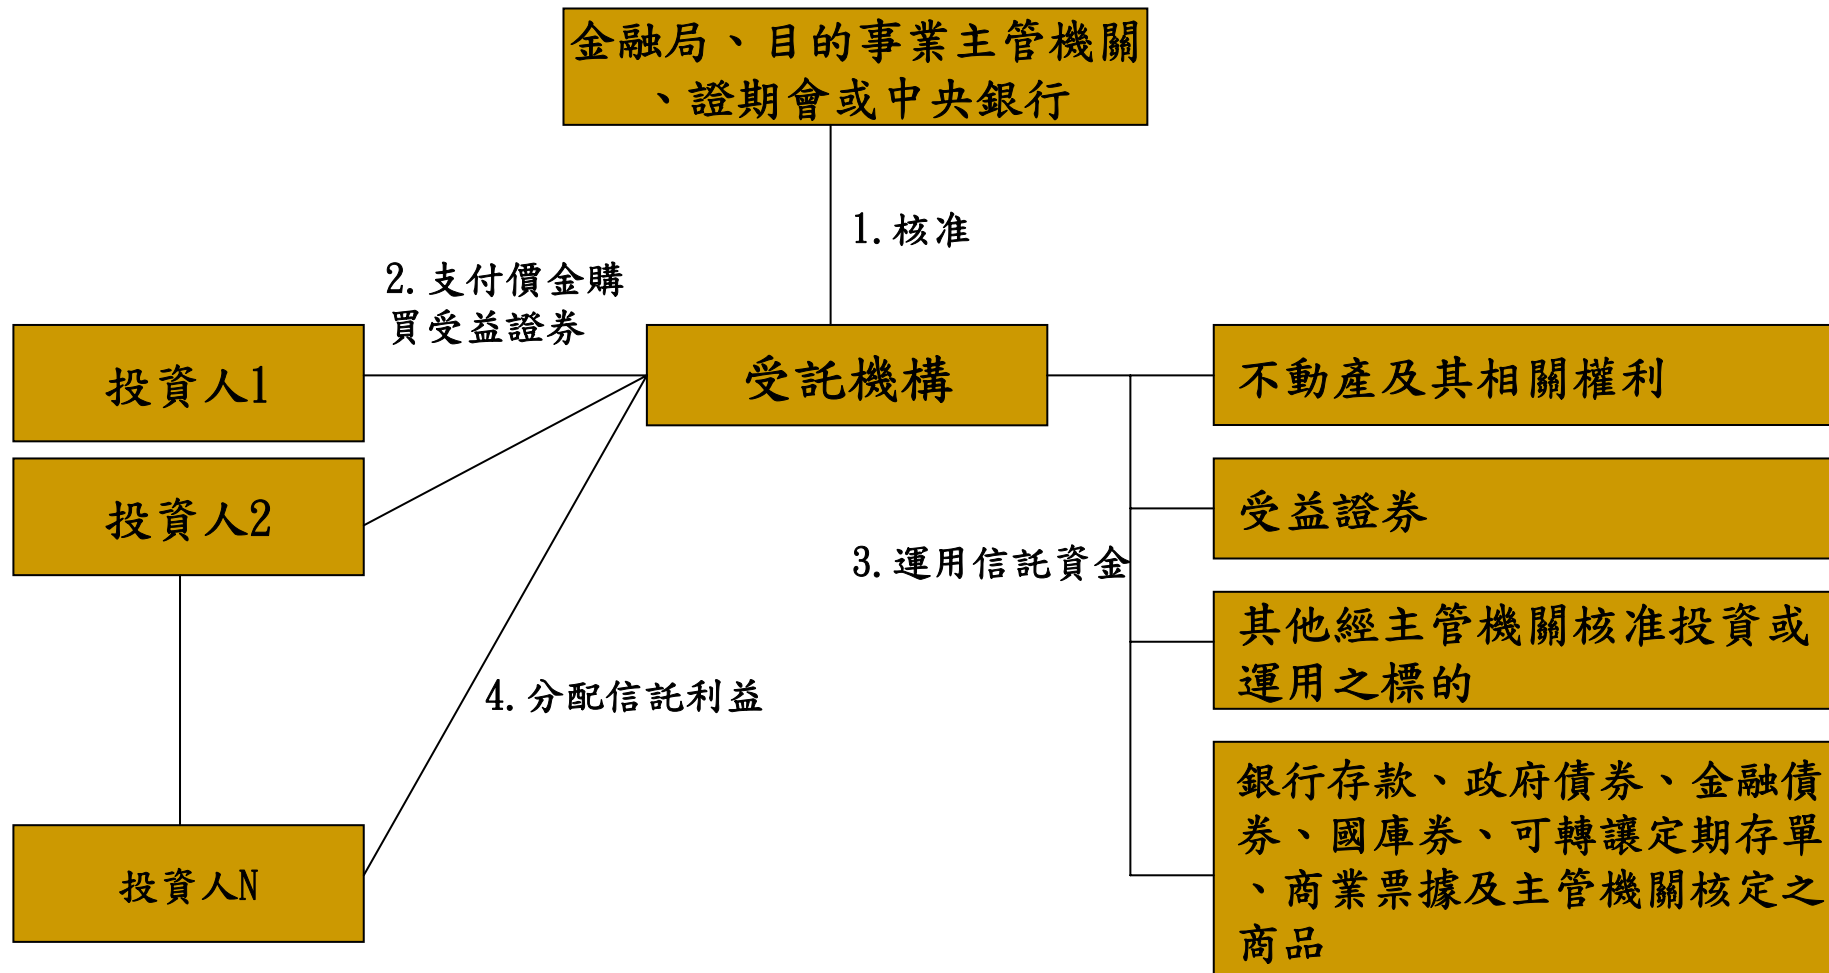 金融局、目的事業主管機關
、證期會或中央銀行
1.核准
2.支付價金購
買受益證券
投資人1
受託機構
不動產及其相關權利
投資人2
受益證券
3.運用信託資金
其他經主管機關核准投資或
運用之標的
4.分配信託利益
銀行存款、政府債券、金融債
券、國庫券、可轉讓定期存單
、商業票據及主管機關核定之
商品
投資人N